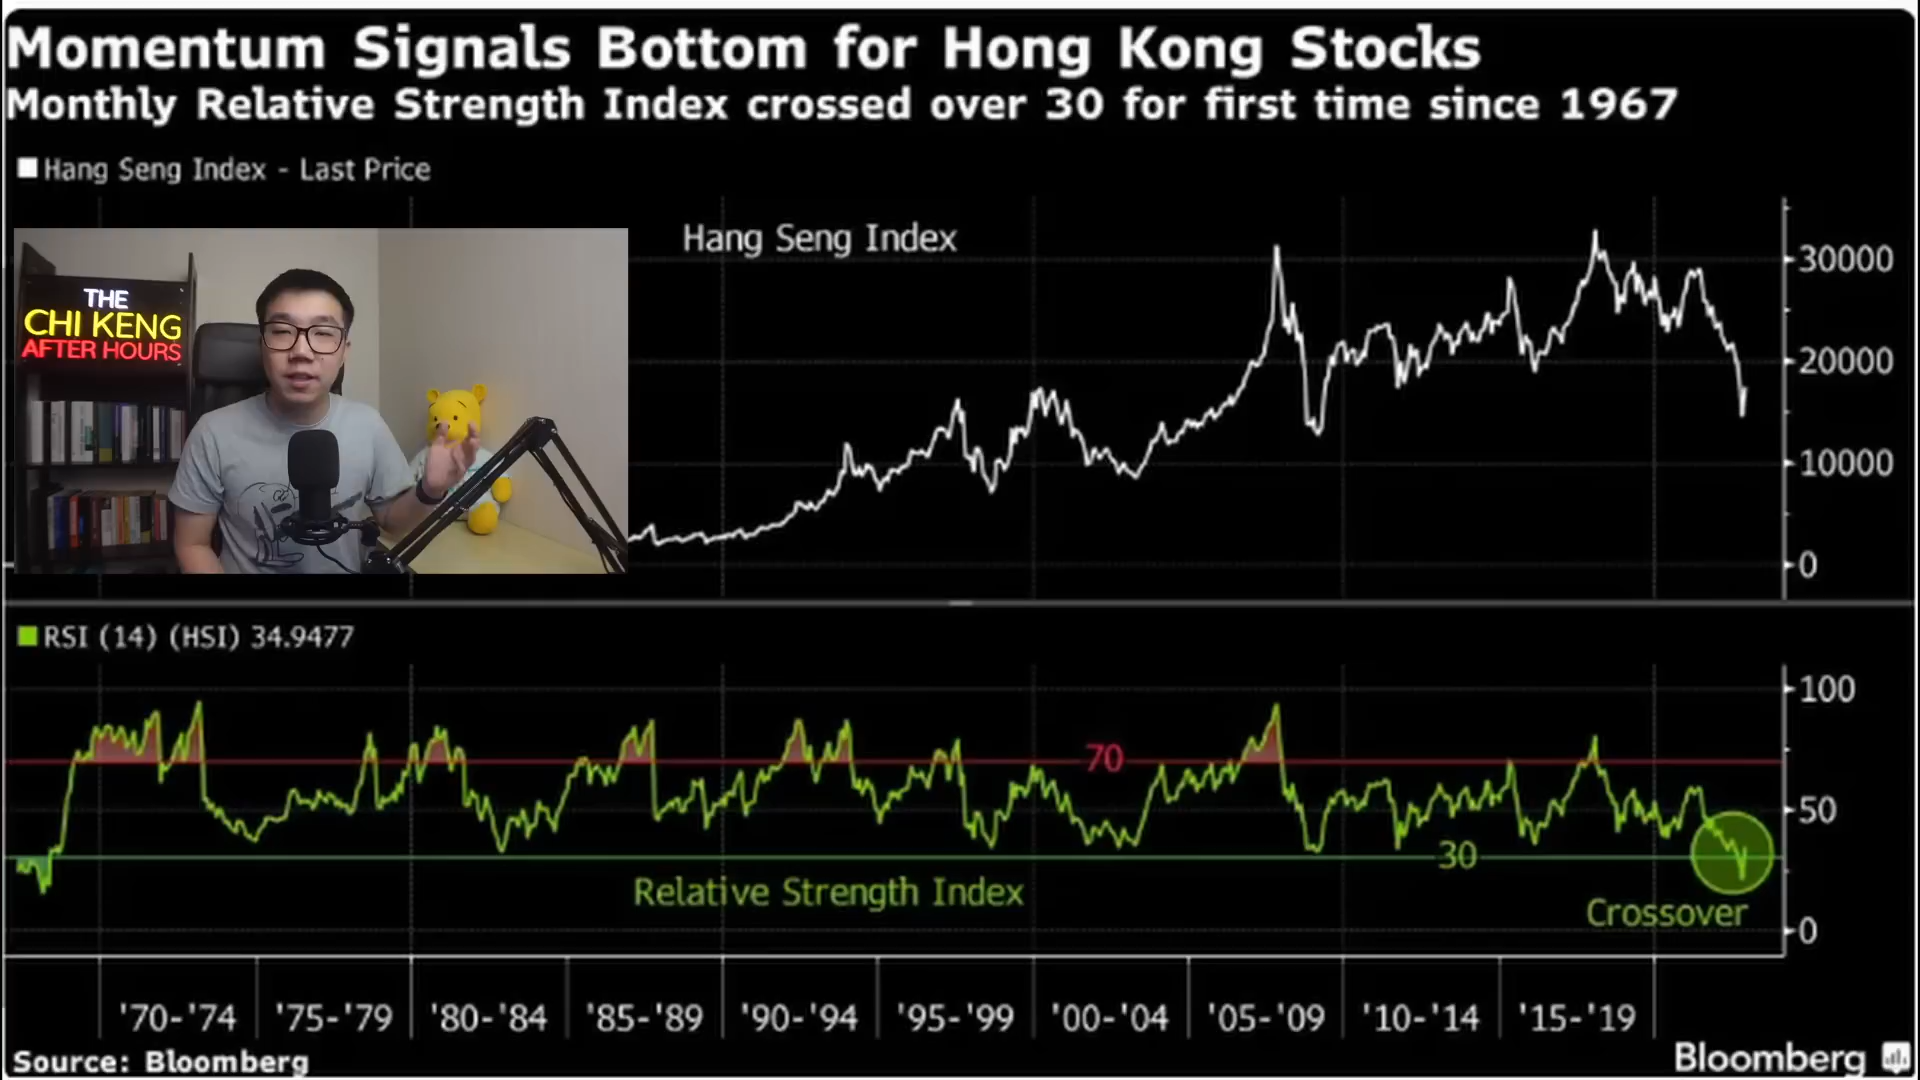 Momentum Signals Bottom for Hong Kong Stocks
Monthly Relative Strength Index crossed over 30 for first time since 1967
Hang Seng Index - Last Price
Hang Seng Index
THE
CHI KENG
AFTER HOURS
30000
20000
10000
0
RSI (14) (HSI) 34.9477
100
70
50
30
Relative Strength Index
Crossover
0
'70-'74 '75-'79 '80-'84 '85-'89 '90-'94 '95-'99 '00-'04 '05-'09 '10-'14 '15-'19
Source: Bloomberg
Bloomberg